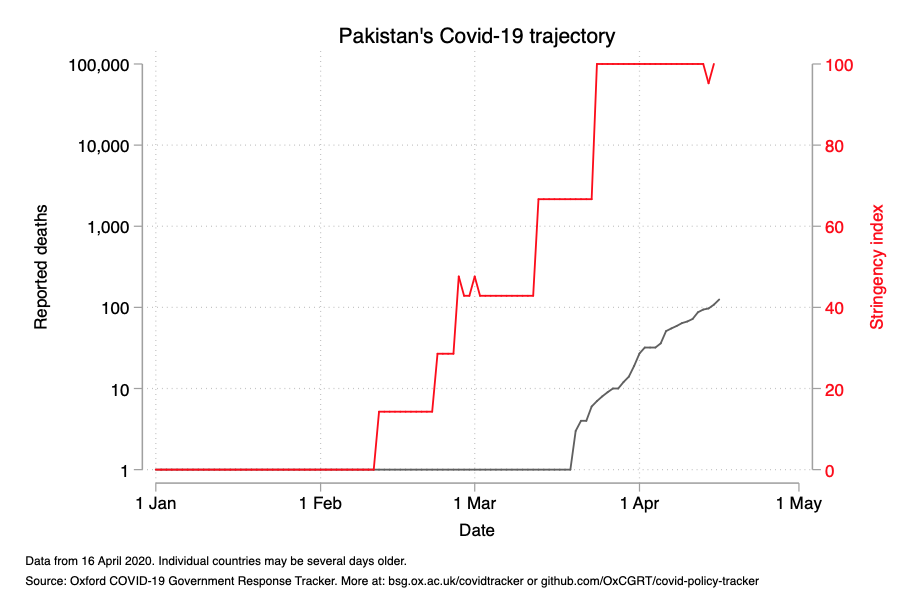 Pakistan's Covid-19 trajectory
100,000
10,000
1,000
100
10
1
Reported deaths
100
80
60
40
20
0
Stringency index
1 Jan
1 Feb
1 Mar
1 Apr
1 May
Date
Data from 16 April 2020. Individual countries may be several days older.
Source: Oxford COVID-19 Government Response Tracker. More at: bsg.ox.ac.uk/covidtracker or github.com/OxCGRT/covid-policy-tracker